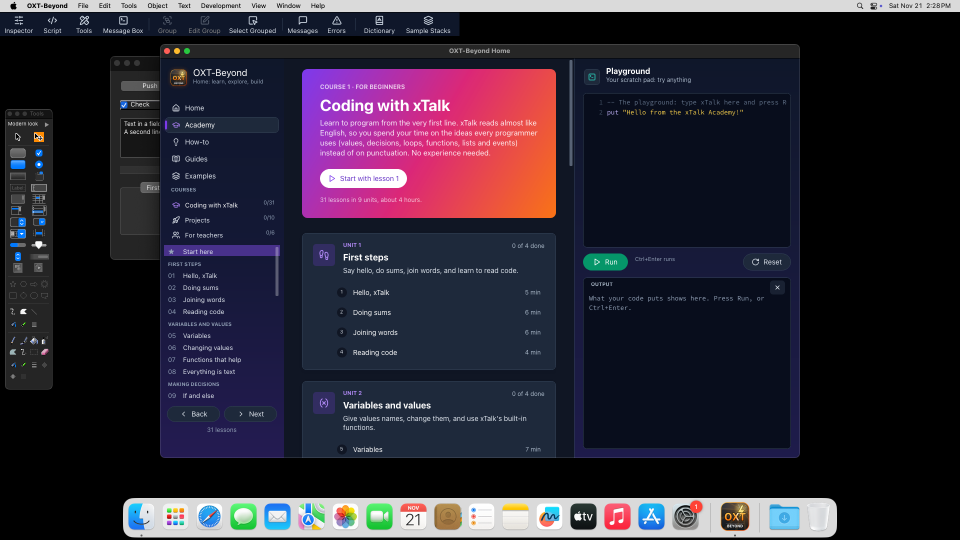 OXT-Beyond File Edit Tools Object Text Development View Window Help
Sat Nov 21 2:28PM
Inspector Script Tools Message Box Group Edit Group Select Grouped Messages Errors Dictionary Sample Stacks
OXT-Beyond Home
Tools
Modern look
Label
Push
Check
Text in a field
A second line
First
OXT
BEYOND
OXT-Beyond
Home: learn, explore, build
Home
Academy
How-to
Guides
Examples
COURSES
Coding with xTalk 0/31
Projects 0/10
For teachers 0/6
Start here
FIRST STEPS
01 Hello, xTalk
02 Doing sums
03 Joining words
04 Reading code
VARIABLES AND VALUES
05 Variables
06 Changing values
07 Functions that help
08 Everything is text
MAKING DECISIONS
09 If and else
Back Next
31 lessons
COURSE 1 · FOR BEGINNERS
Coding with xTalk
Learn to program from the very first line. xTalk reads almost like
English, so you spend your time on the ideas every programmer
uses (values, decisions, loops, functions, lists and events)
instead of on punctuation. No experience needed.
Start with lesson 1
31 lessons in 9 units, about 4 hours.
UNIT 1 0 of 4 done
First steps
Say hello, do sums, join words, and learn to read code.
1 Hello, xTalk 5 min
2 Doing sums 6 min
3 Joining words 6 min
4 Reading code 4 min
UNIT 2 0 of 4 done
Variables and values
Give values names, change them, and use xTalk's built-in
functions.
5 Variables 7 min
Playground
Your scratch pad: try anything
1 -- The playground: type xTalk here and press R
2 put "Hello from the xTalk Academy!"
Run Ctrl+Enter runs Reset
OUTPUT
What your code puts shows here. Press Run, or
Ctrl+Enter.
NOV
21
tv
1
OXT
BEYOND